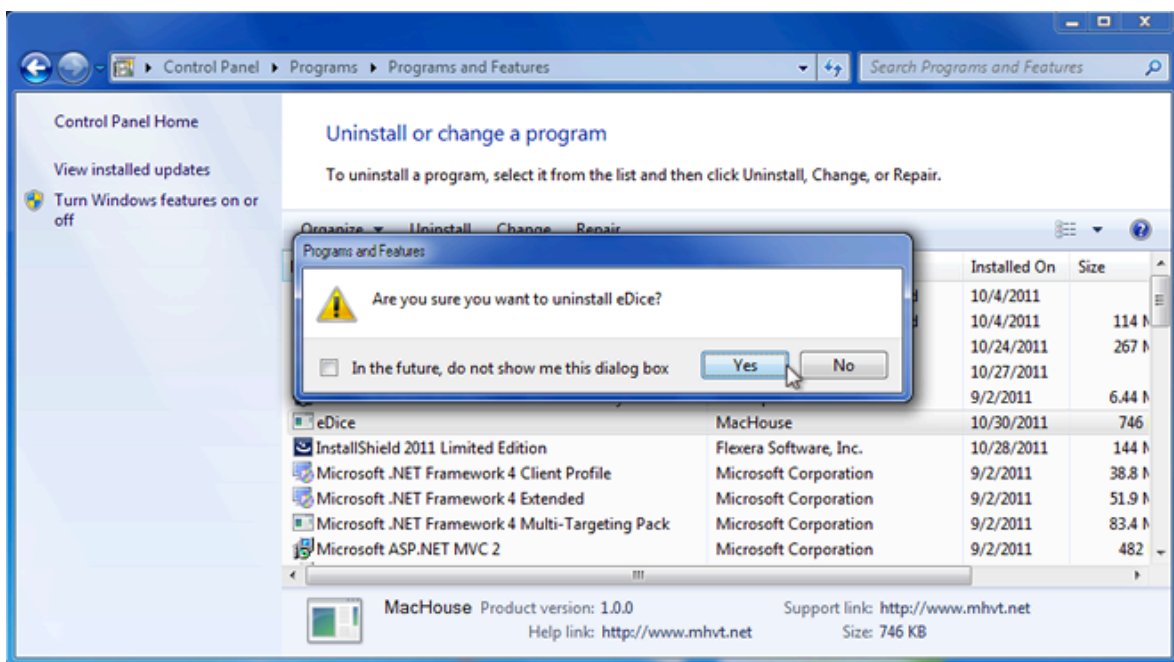 Control Panel ▸ Programs ▸ Programs and Features
Search Programs and Features
Control Panel Home
View installed updates
Turn Windows features on or
off
Uninstall or change a program
To uninstall a program, select it from the list and then click Uninstall, Change, or Repair.
Organize Uninstall Change Repair
Programs and Features
Are you sure you want to uninstall eDice?
In the future, do not show me this dialog box
Yes No
Installed On Size
10/4/2011
10/4/2011 114
10/24/2011 267
10/27/2011
9/2/2011 6.44
eDice MacHouse 10/30/2011 746
InstallShield 2011 Limited Edition Flexera Software, Inc. 10/28/2011 144
Microsoft .NET Framework 4 Client Profile Microsoft Corporation 9/2/2011 38.8
Microsoft .NET Framework 4 Extended Microsoft Corporation 9/2/2011 51.9
Microsoft .NET Framework 4 Multi-Targeting Pack Microsoft Corporation 9/2/2011 83.4
Microsoft ASP.NET MVC 2 Microsoft Corporation 9/2/2011 482
MacHouse Product version: 1.0.0 Support link: http://www.mhvt.net
Help link: http://www.mhvt.net Size: 746 KB